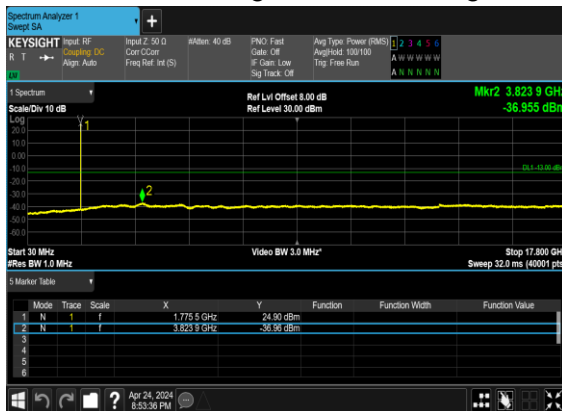 Spectrum Analyzer 1
Swept SA
KEYSIGHT Input: RF Input Z: 50 Ω #Atten: 40 dB PNO: Fast Avg Type: Power (RMS) 1 2 3 4 5 6
R T Coupling: DC Corr CCorr Gate: Off Avg|Hold: 100/100 A W W W W W
Align: Auto Freq Ref: Int (S) IF Gain: Low Trig: Free Run
Sig Track: Off A N N N N N
LXI
1 Spectrum Ref Lvl Offset 8.00 dB Mkr2 3.823 9 GHz
Scale/Div 10 dB Ref Level 30.00 dBm -36.955 dBm
Log
20.0
10.0
0.00
-10.0
DL1 -13.00 dBm
-20.0
-30.0
-40.0
-50.0
-60.0
1
2
Start 30 MHz Video BW 3.0 MHz* Stop 17.800 GHz
#Res BW 1.0 MHz Sweep 32.0 ms (40001 pts)
5 Marker Table
Mode Trace Scale X Y Function Function Width Function Value
1 N 1 f 1.775 5 GHz 24.90 dBm
2 N 1 f 3.823 9 GHz -36.96 dBm
3
4
5
6
? Apr 24, 2024
8:53:36 PM